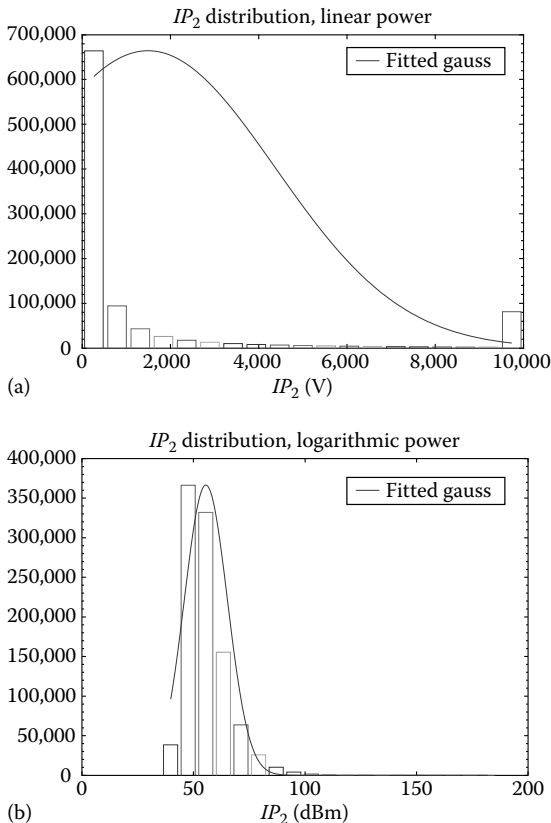 IP₂ distribution, linear power
700,000
600,000
500,000
400,000
300,000
200,000
100,000
0
Fitted gauss
0 2,000 4,000 6,000 8,000 10,000
(a) IP₂ (V)
IP₂ distribution, logarithmic power
400,000
350,000
300,000
250,000
200,000
150,000
100,000
50,000
0
Fitted gauss
0 50 100 150 200
(b) IP₂ (dBm)